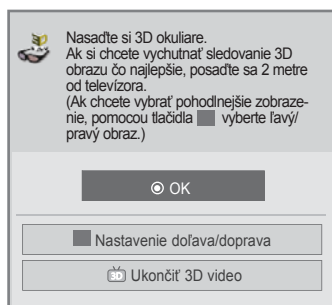 Nasaďte si 3D okuliare.
Ak si chcete vychutnať sledovanie 3D
obrazu čo najlepšie, posaďte sa 2 metre
od televízora.
(Ak chcete vybrať pohodlnejšie zobraze-
nie, pomocou tlačidla vyberte ľavý/
pravý obraz.)
OK
Nastavenie doľava/doprava
3D Ukončiť 3D video